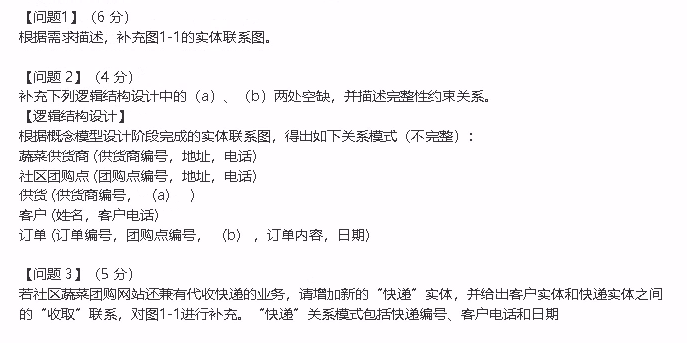 【问题1】（6 分）
根据需求描述，补充图1-1的实体联系图。
【问题 2】（4 分）
补充下列逻辑结构设计中的（a）、（b）两处空缺，并描述完整性约束关系。
【逻辑结构设计】
根据概念模型设计阶段完成的实体联系图，得出如下关系模式（不完整）：
蔬菜供货商 (供货商编号，地址，电话)
社区团购点 (团购点编号，地址，电话)
供货 (供货商编号， （a） )
客户 (姓名，客户电话)
订单 (订单编号，团购点编号， （b） ，订单内容，日期)
【问题 3】（5 分）
若社区蔬菜团购网站还兼有代收快递的业务，请增加新的“快递”实体，并给出客户实体和快递实体之间
的“收取”联系，对图1-1进行补充。“快递”关系模式包括快递编号、客户电话和日期